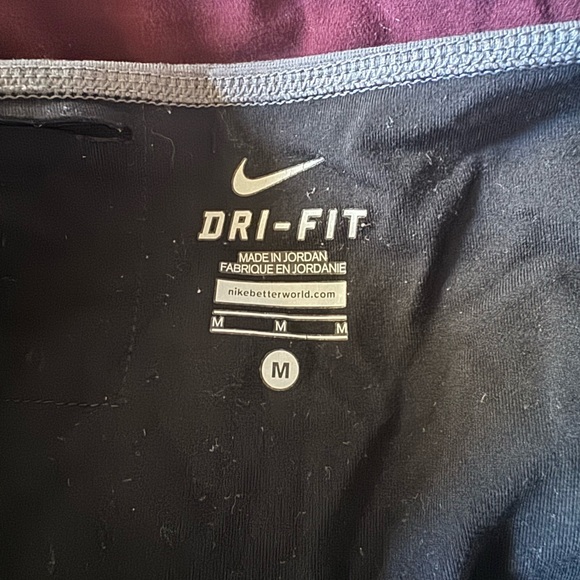 DRI-FIT
MADE IN JORDAN
FABRIQUE EN JORDANIE
nikebetterworld.com
M M M
M